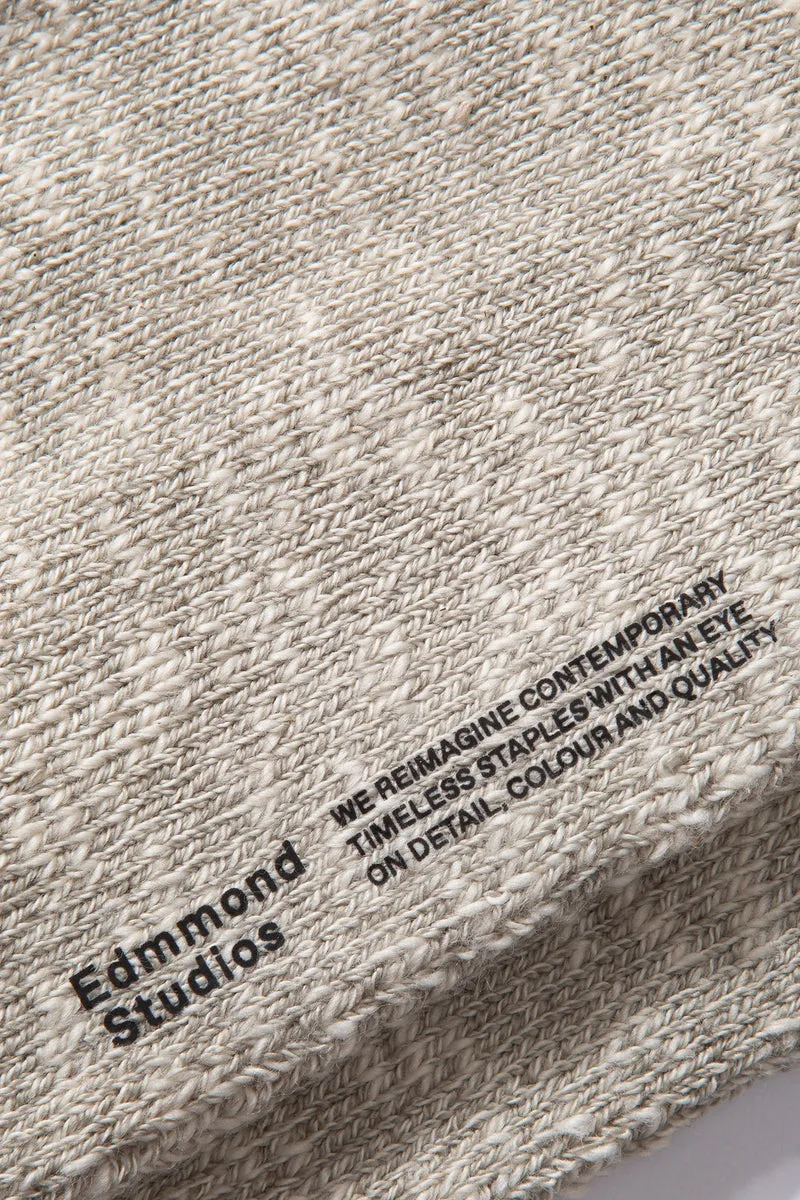 Edmmond
Studios
WE REIMAGINE CONTEMPORARY
TIMELESS STAPLES WITH AN EYE
ON DETAIL, COLOUR AND QUALITY